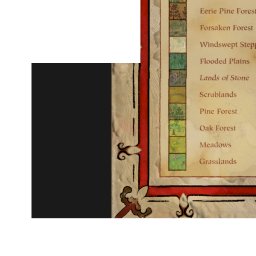 Eerie Pine Forest
Forsaken Forest
Windswept Stepp
Flooded Plains
Lands of Stone
Scrublands
Pine Forest
Oak Forest
Meadows
Grasslands